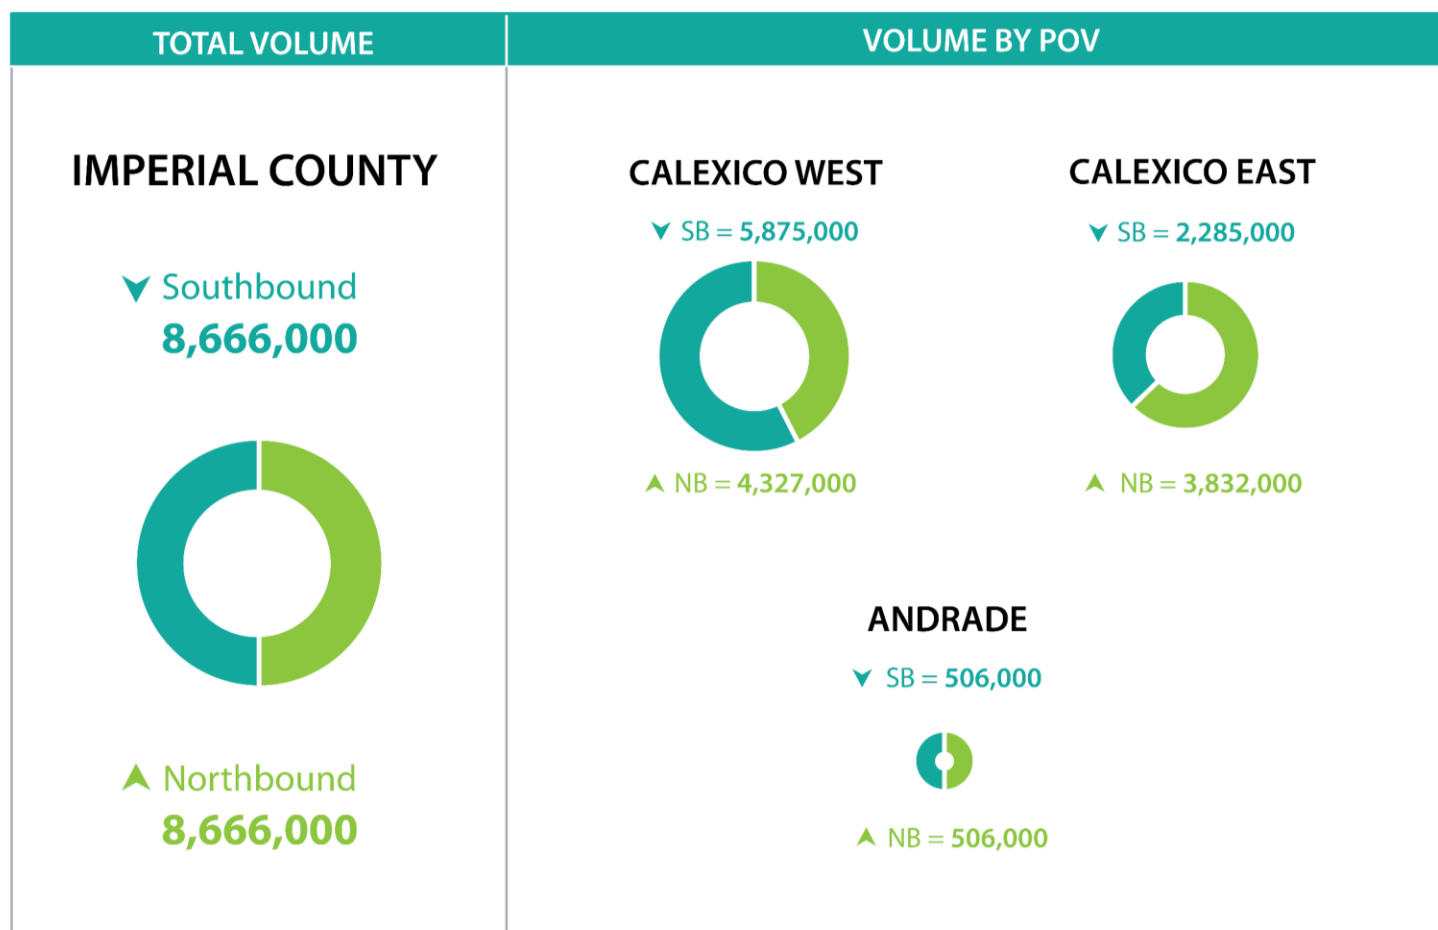 TOTAL VOLUME
VOLUME BY POV
IMPERIAL COUNTY
Southbound
8,666,000
Northbound
8,666,000
CALEXICO WEST
SB = 5,875,000
NB = 4,327,000
CALEXICO EAST
SB = 2,285,000
NB = 3,832,000
ANDRADE
SB = 506,000
NB = 506,000